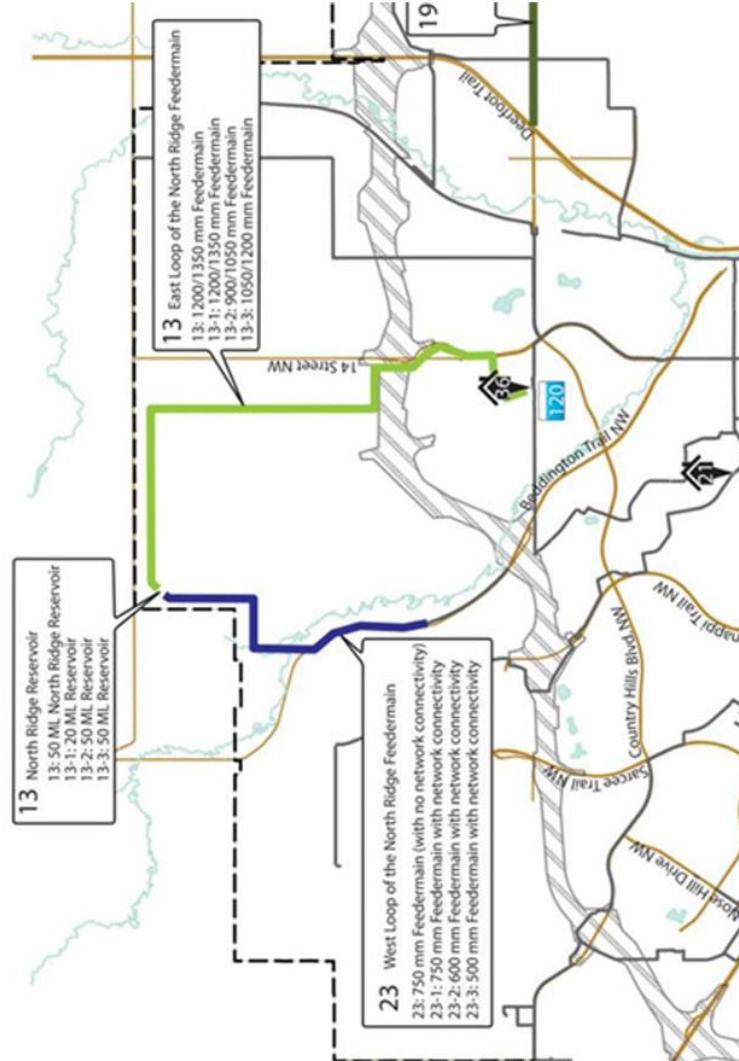 13 North Ridge Reservoir
13: 50 ML North Ridge Reservoir
13-1: 20 ML Reservoir
13-2: 50 ML Reservoir
13-3: 50 ML Reservoir
13 East Loop of the North Ridge Feedermain
13: 1200/1350 mm Feedermain
13-1: 1200/1350 mm Feedermain
13-2: 900/1050 mm Feedermain
13-3: 1050/1200 mm Feedermain
23 West Loop of the North Ridge Feedermain
23: 750 mm Feedermain (with no network connectivity)
23-1: 750 mm Feedermain with network connectivity
23-2: 600 mm Feedermain with network connectivity
23-3: 500 mm Feedermain with network connectivity
19
14 Street NW
Deerfoot Trail
36
120
Beddington Trail NW
21
Country Hills Blvd NW
Sarcee Trail NW
Nose Hill Drive NW
nappi Trail NW